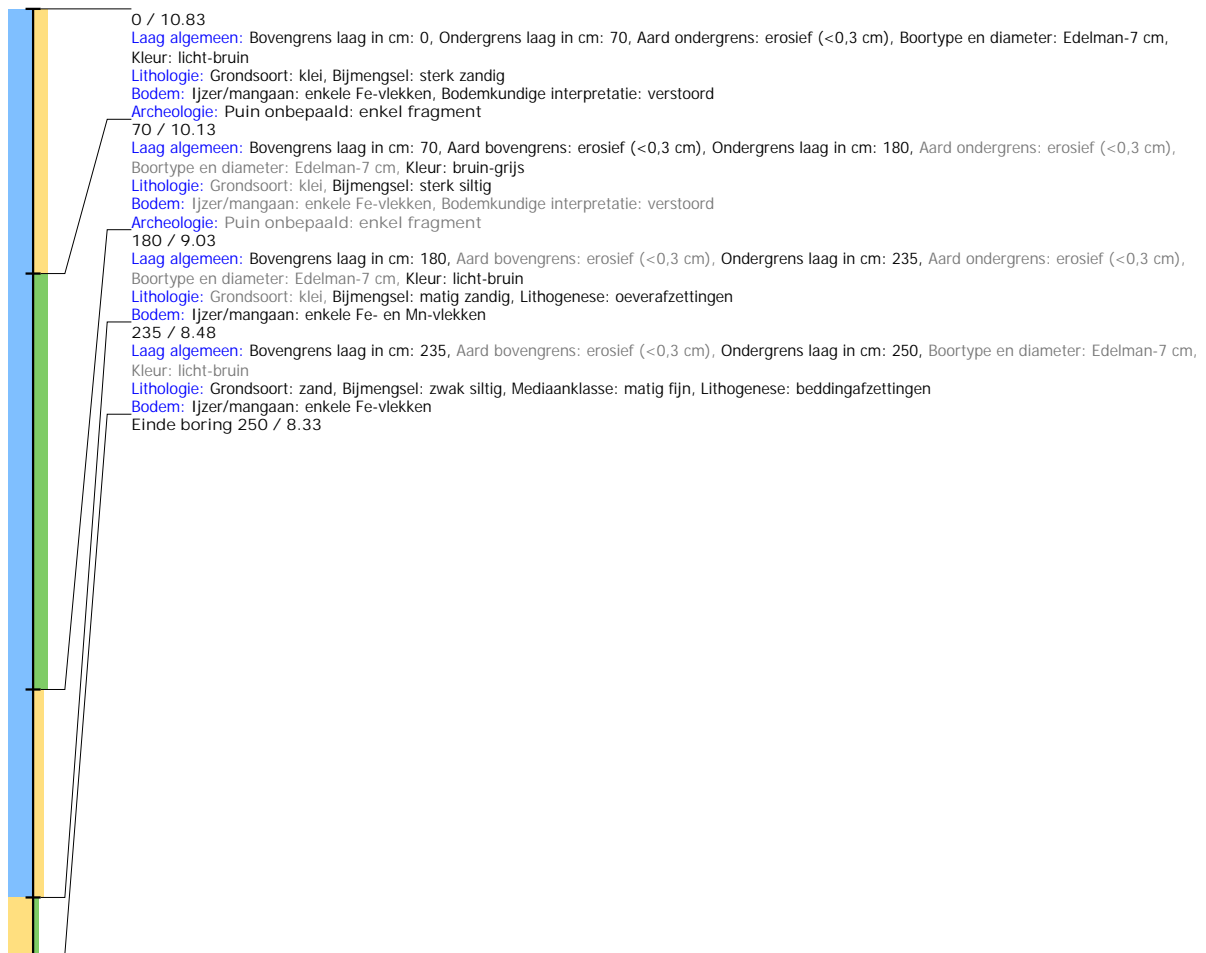 0 / 10.83
Laag algemeen: Bovengrens laag in cm: 0, Ondergrens laag in cm: 70, Aard ondergrens: erosief (<0,3 cm), Boortype en diameter: Edelman-7 cm,
Kleur: licht-bruin
Lithologie: Grondsoort: klei, Bijmengsel: sterk zandig
Bodem: Ijzer/mangaan: enkele Fe-vlekken, Bodemkundige interpretatie: verstoord
Archeologie: Puin onbepaald: enkel fragment
70 / 10.13
Laag algemeen: Bovengrens laag in cm: 70, Aard bovengrens: erosief (<0,3 cm), Ondergrens laag in cm: 180, Aard ondergrens: erosief (<0,3 cm),
Boortype en diameter: Edelman-7 cm, Kleur: bruin-grijs
Lithologie: Grondsoort: klei, Bijmengsel: sterk siltig
Bodem: Ijzer/mangaan: enkele Fe-vlekken, Bodemkundige interpretatie: verstoord
Archeologie: Puin onbepaald: enkel fragment
180 / 9.03
Laag algemeen: Bovengrens laag in cm: 180, Aard bovengrens: erosief (<0,3 cm), Ondergrens laag in cm: 235, Aard ondergrens: erosief (<0,3 cm),
Boortype en diameter: Edelman-7 cm, Kleur: licht-bruin
Lithologie: Grondsoort: klei, Bijmengsel: matig zandig, Lithogenese: oeverafzettingen
Bodem: Ijzer/mangaan: enkele Fe- en Mn-vlekken
235 / 8.48
Laag algemeen: Bovengrens laag in cm: 235, Aard bovengrens: erosief (<0,3 cm), Ondergrens laag in cm: 250, Boortype en diameter: Edelman-7 cm,
Kleur: licht-bruin
Lithologie: Grondsoort: zand, Bijmengsel: zwak siltig, Mediaanklasse: matig fijn, Lithogenese: beddingafzettingen
Bodem: Ijzer/mangaan: enkele Fe-vlekken
Einde boring 250 / 8.33